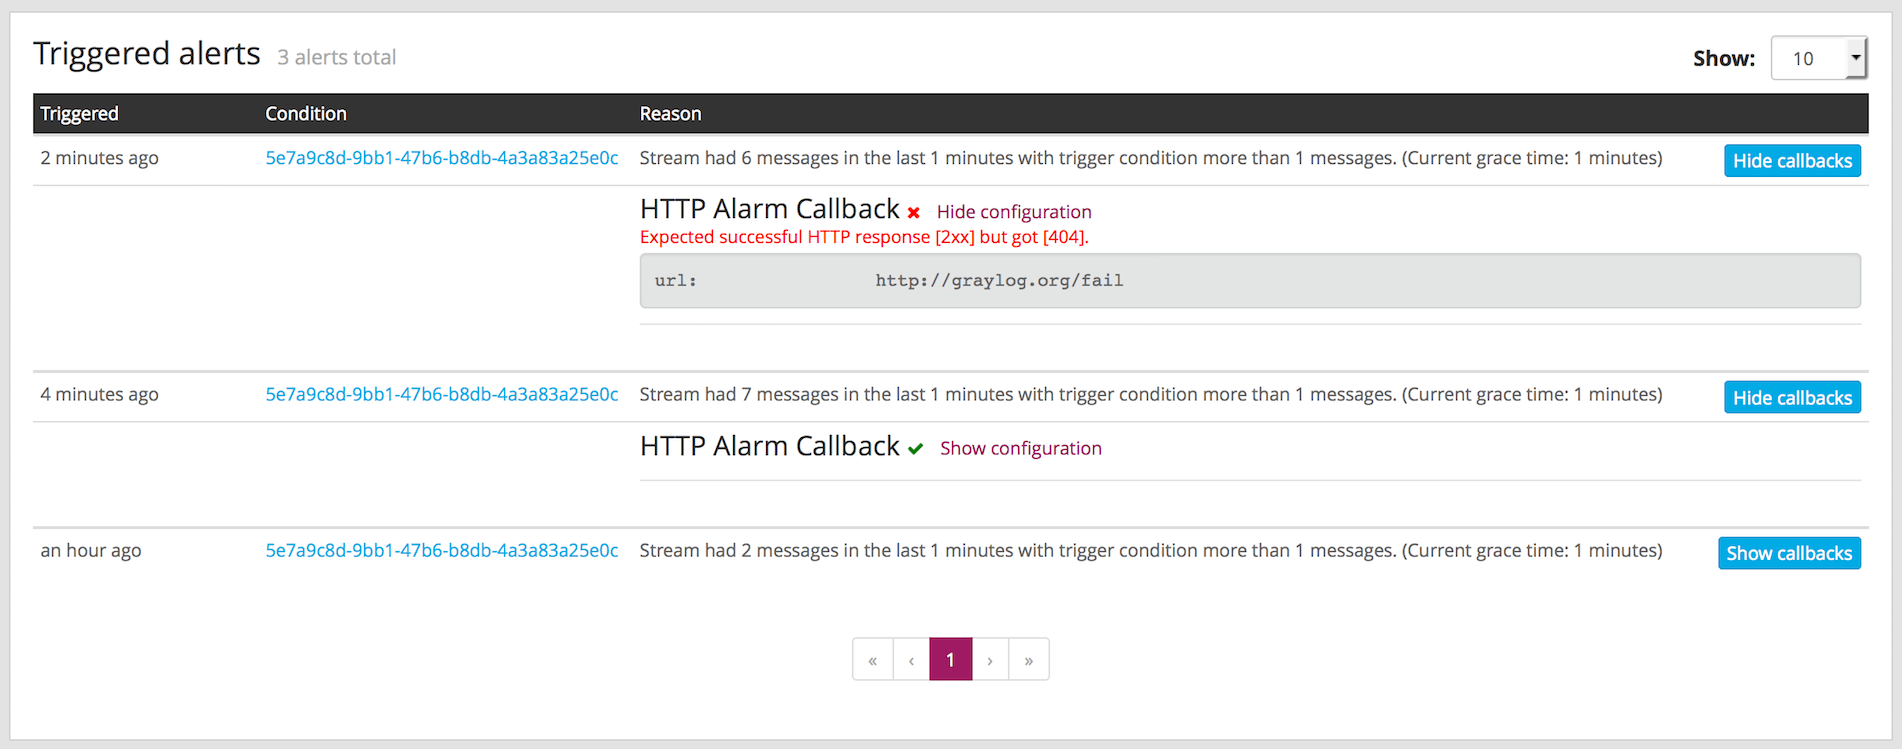 Triggered alerts 3 alerts total
Show: 10
Triggered Condition Reason
2 minutes ago 5e7a9c8d-9bb1-47b6-b8db-4a3a83a25e0c Stream had 6 messages in the last 1 minutes with trigger condition more than 1 messages. (Current grace time: 1 minutes) Hide callbacks
HTTP Alarm Callback Hide configuration
Expected successful HTTP response [2xx] but got [404].
url: http://graylog.org/fail
4 minutes ago 5e7a9c8d-9bb1-47b6-b8db-4a3a83a25e0c Stream had 7 messages in the last 1 minutes with trigger condition more than 1 messages. (Current grace time: 1 minutes) Hide callbacks
HTTP Alarm Callback Show configuration
an hour ago 5e7a9c8d-9bb1-47b6-b8db-4a3a83a25e0c Stream had 2 messages in the last 1 minutes with trigger condition more than 1 messages. (Current grace time: 1 minutes) Show callbacks
« ‹ 1 › »